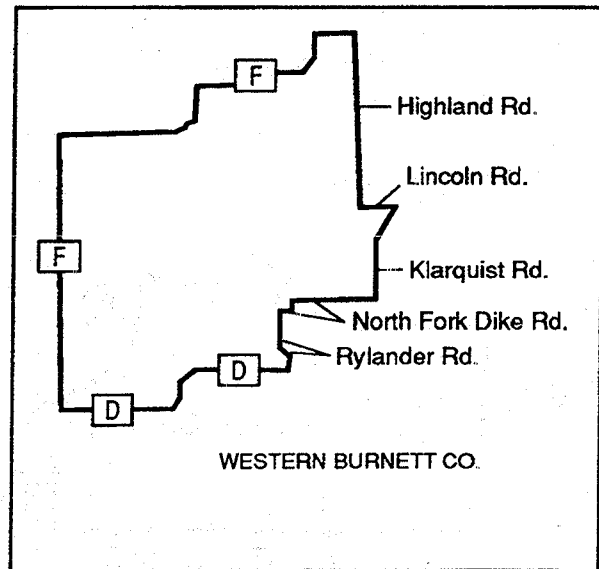 F
Highland Rd.
Lincoln Rd.
F
Klarquist Rd.
North Fork Dike Rd.
Rylander Rd.
D
D
WESTERN BURNETT CO.